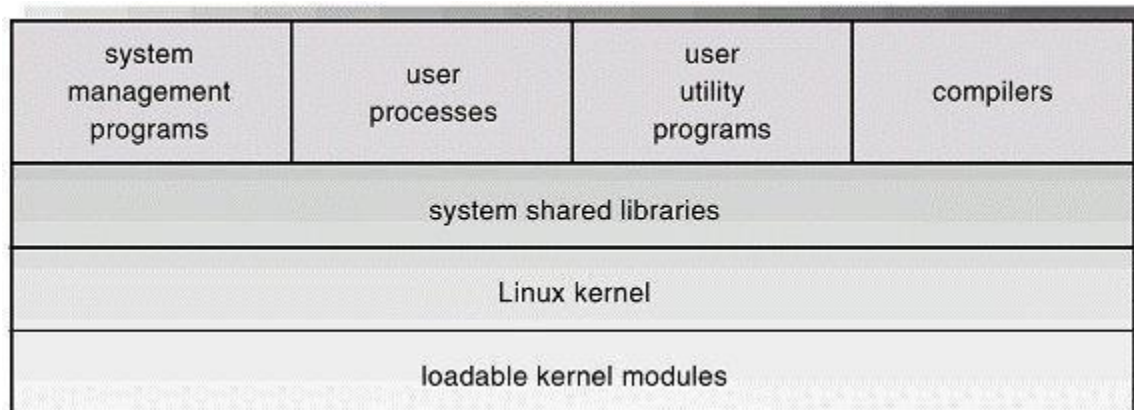 system
management
programs
user
processes
user
utility
programs
compilers
system shared libraries
Linux kernel
loadable kernel modules